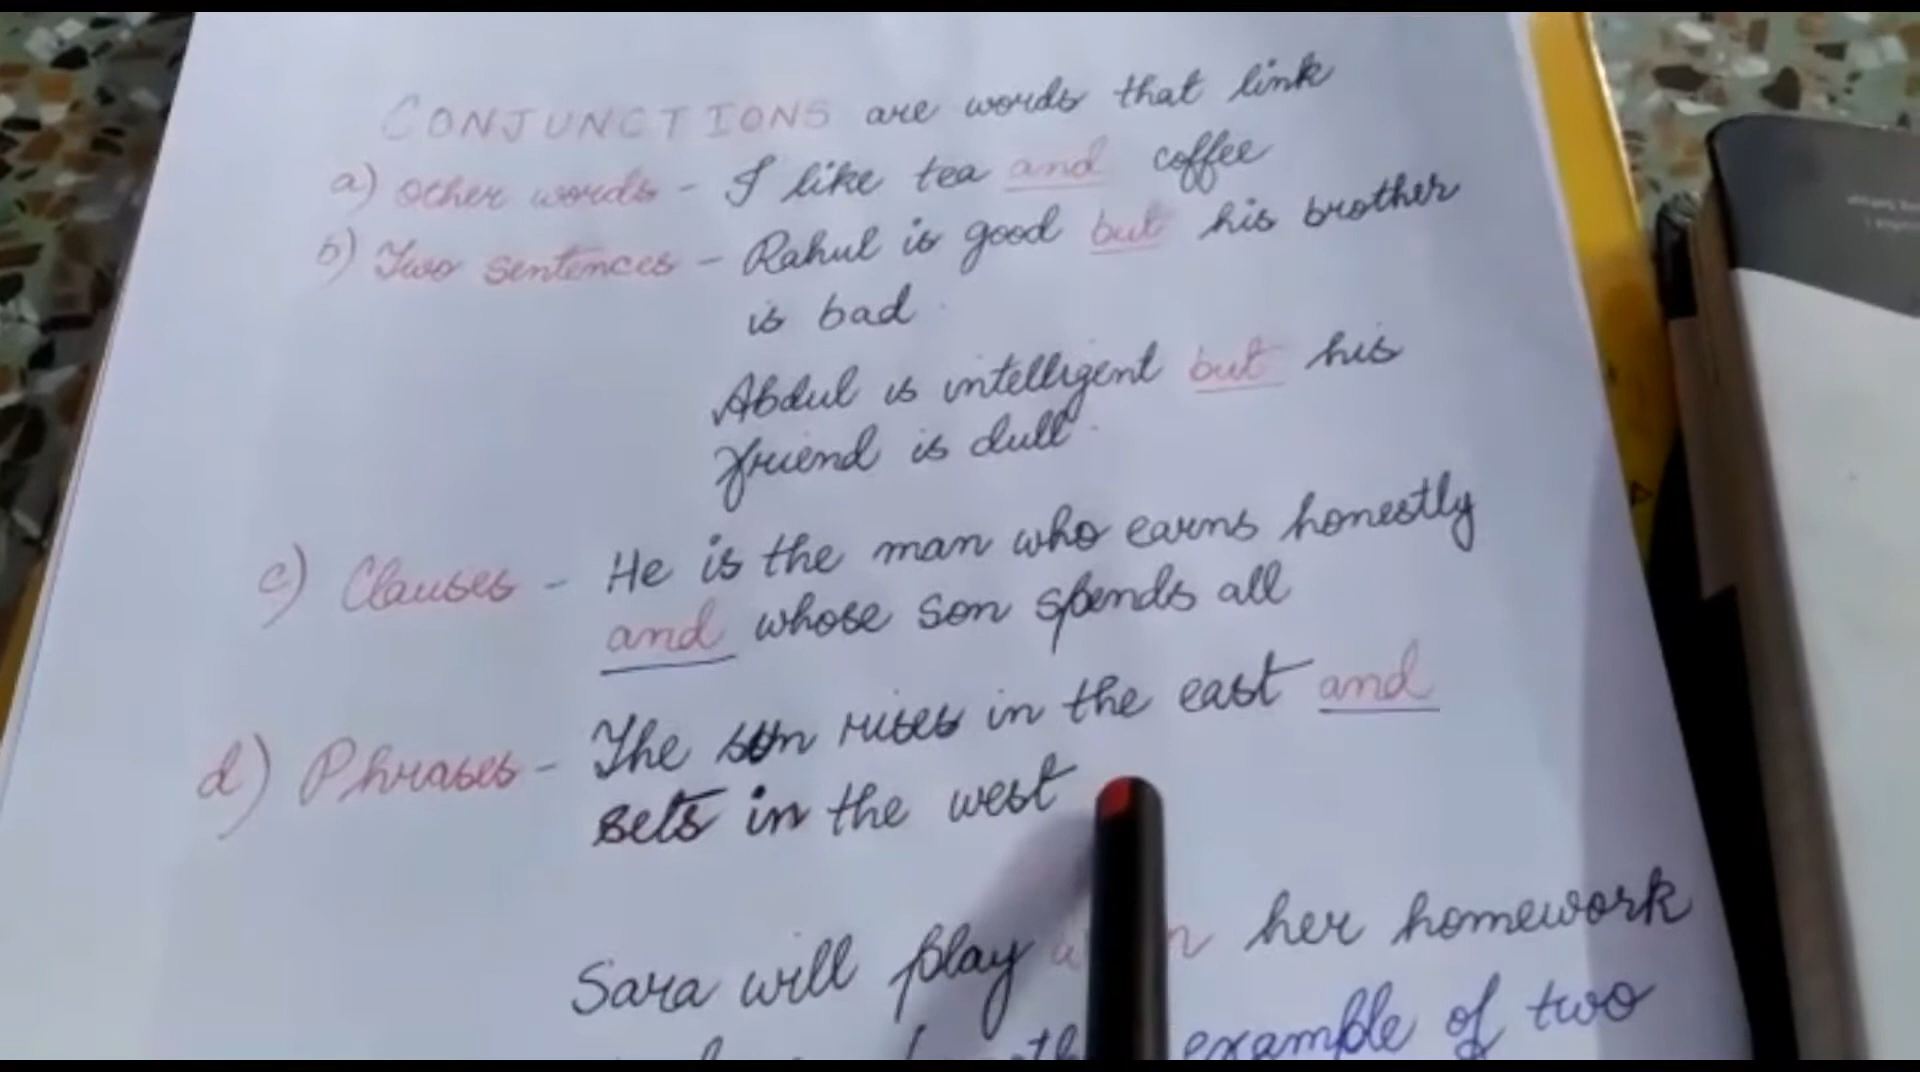 CONJUNCTIONS are words that link
a) Other words - I like tea and coffee
b) Two sentences - Rahul is good but his brother
is bad.
Abdul is intelligent but his
friend is dull.
c) Clauses - He is the man who earns honestly
and whose son spends all
d) Phrases - The sun rises in the east and
sets in the west
Sara will play her homework
example of two